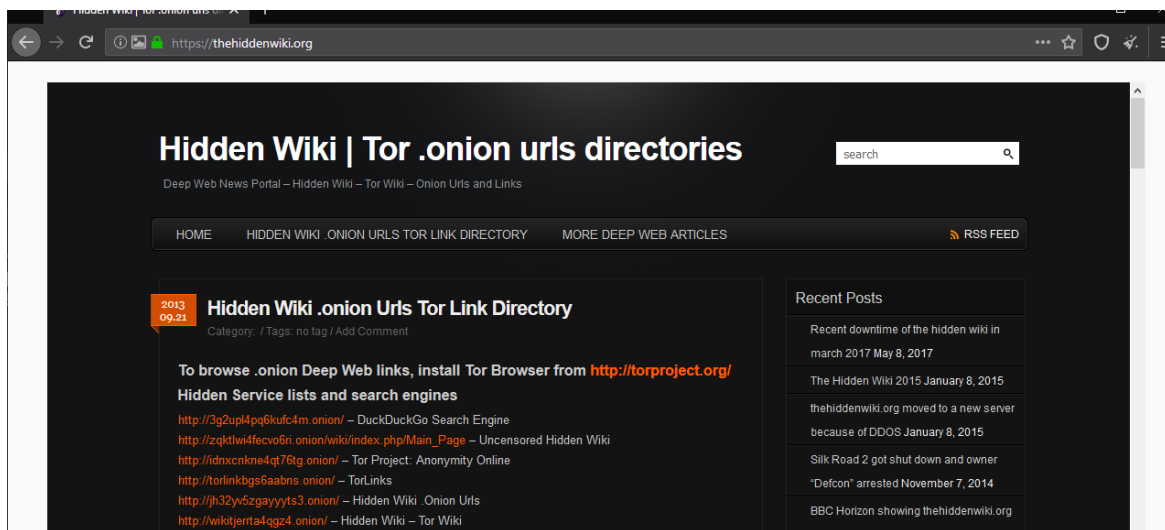 https://thehiddenwiki.org
Hidden Wiki | Tor .onion urls directories
search
Deep Web News Portal – Hidden Wiki – Tor Wiki – Onion Urls and Links
HOME
HIDDEN WIKI .ONION URLS TOR LINK DIRECTORY
MORE DEEP WEB ARTICLES
RSS FEED
2013
09.21
Hidden Wiki .onion Urls Tor Link Directory
Category: / Tags: no tag / Add Comment
To browse .onion Deep Web links, install Tor Browser from http://torproject.org/
Hidden Service lists and search engines
http://3g2upl4pq6kufc4m.onion/ – DuckDuckGo Search Engine
http://zqktlwi4fecvo6ri.onion/wiki/index.php/Main_Page – Uncensored Hidden Wiki
http://idnxcnkne4qt76tg.onion/ – Tor Project: Anonymity Online
http://torlinkbgs6aabns.onion/ – TorLinks
http://jh32yv5zgayyyts3.onion/ – Hidden Wiki .Onion Urls
http://wikitjerrta4qgz4.onion/ – Hidden Wiki – Tor Wiki
Recent Posts
Recent downtime of the hidden wiki in
march 2017 May 8, 2017
The Hidden Wiki 2015 January 8, 2015
thehiddenwiki.org moved to a new server
because of DDOS January 8, 2015
Silk Road 2 got shut down and owner
“Defcon” arrested November 7, 2014
BBC Horizon showing thehiddenwiki.org